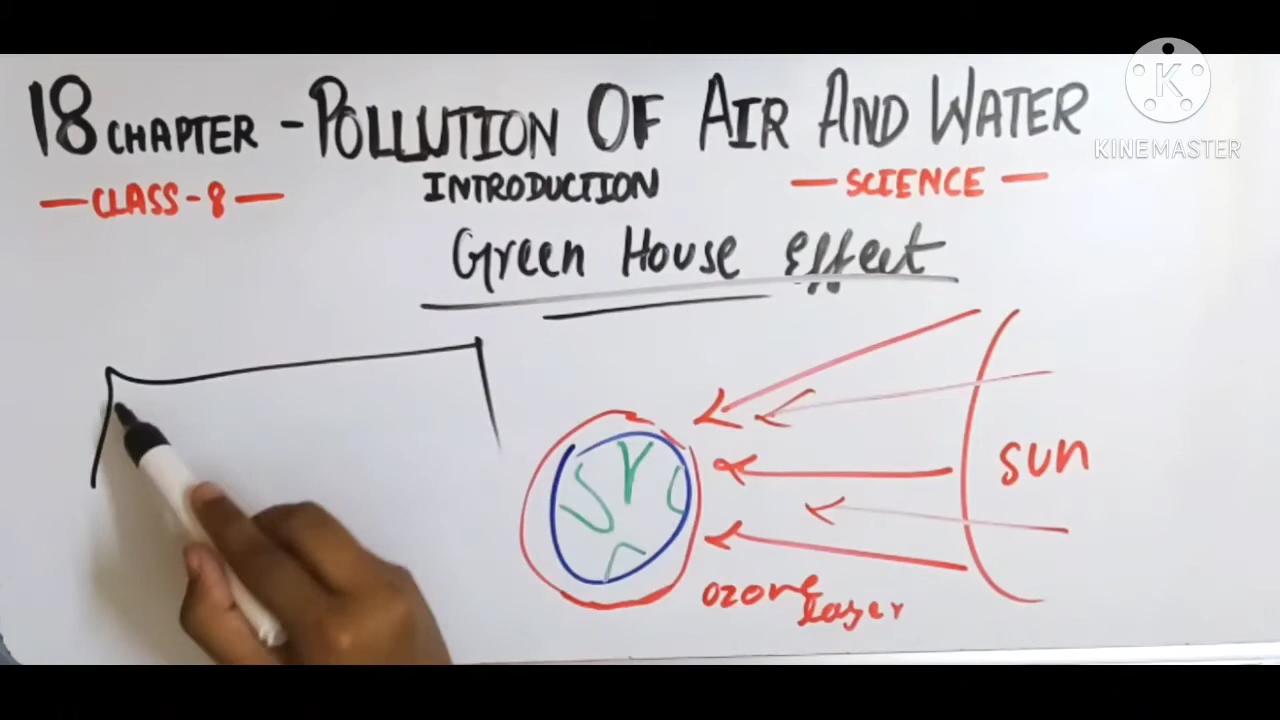 18 CHAPTER - POLLUTION OF AIR AND WATER
KINEMASTER
— CLASS-8 — INTRODUCTION — SCIENCE —
Green House Effect
sun
ozone
layer